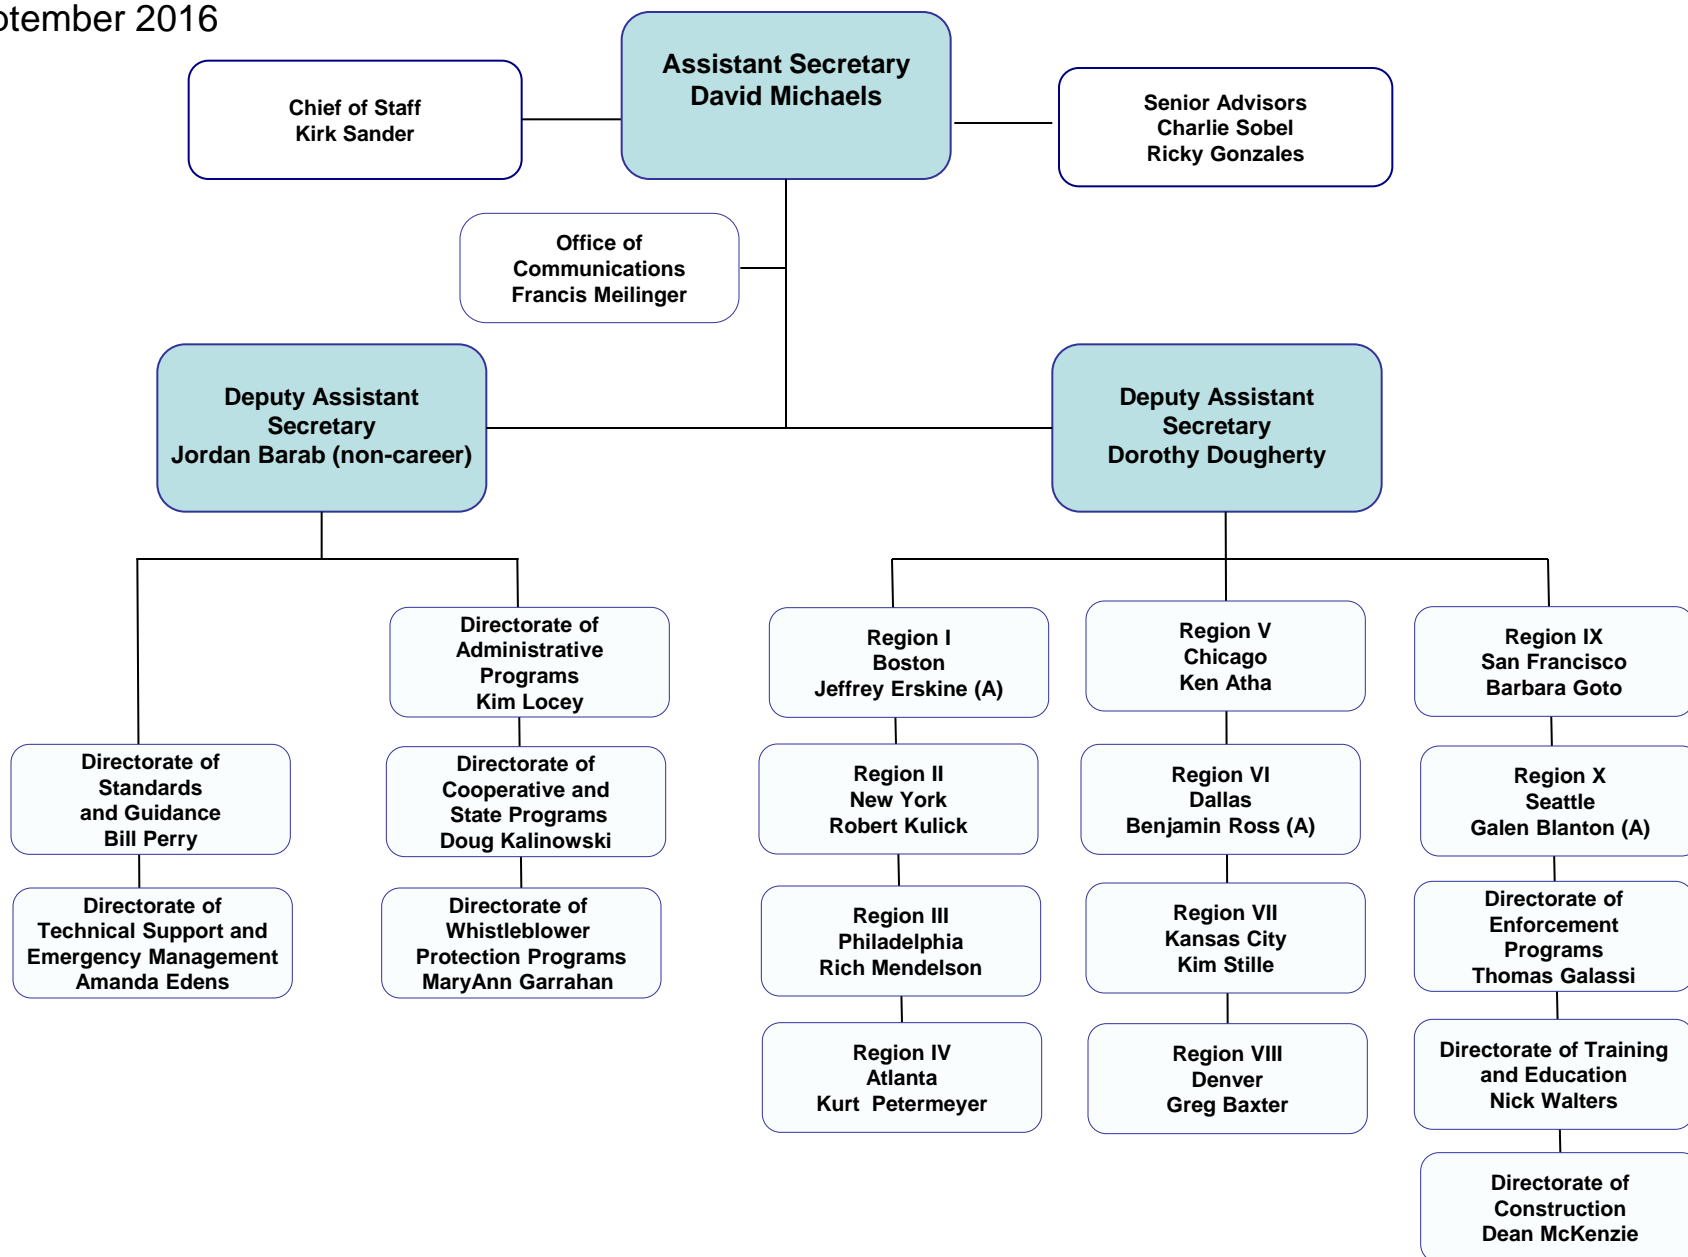 ptember 2016
Assistant Secretary
David Michaels
Chief of Staff
Kirk Sander
Senior Advisors
Charlie Sobel
Ricky Gonzales
Office of
Communications
Francis Meilinger
Deputy Assistant
Secretary
Jordan Barab (non-career)
Deputy Assistant
Secretary
Dorothy Dougherty
Directorate of
Standards
and Guidance
Bill Perry
Directorate of
Technical Support and
Emergency Management
Amanda Edens
Directorate of
Administrative
Programs
Kim Locey
Directorate of
Cooperative and
State Programs
Doug Kalinowski
Directorate of
Whistleblower
Protection Programs
MaryAnn Garrahan
Region I
Boston
Jeffrey Erskine (A)
Region II
New York
Robert Kulick
Region III
Philadelphia
Rich Mendelson
Region IV
Atlanta
Kurt  Petermeyer
Region V
Chicago
Ken Atha
Region VI
Dallas
Benjamin Ross (A)
Region VII
Kansas City
Kim Stille
Region VIII
Denver
Greg Baxter
Region IX
San Francisco
Barbara Goto
Region X
Seattle
Galen Blanton (A)
Directorate of
Enforcement
Programs
Thomas Galassi
Directorate of Training
and Education
Nick Walters
Directorate of
Construction
Dean McKenzie